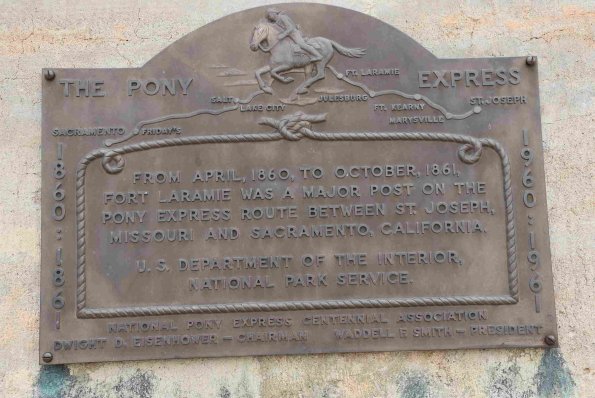 THE PONY EXPRESS
FT. LARAMIE
SALT LAKE CITY
JULESBURG
FT. KEARNY
MARYSVILLE
ST. JOSEPH
SACRAMENTO
FRIDAY'S
1860 : 1861
1960 : 1961
FROM APRIL, 1860, TO OCTOBER, 1861,
FORT LARAMIE WAS A MAJOR POST ON THE
PONY EXPRESS ROUTE BETWEEN ST. JOSEPH,
MISSOURI AND SACRAMENTO, CALIFORNIA.
U. S. DEPARTMENT OF THE INTERIOR,
NATIONAL PARK SERVICE.
NATIONAL PONY EXPRESS CENTENNIAL ASSOCIATION
DWIGHT D. EISENHOWER – CHAIRMAN WADDELL F. SMITH – PRESIDENT